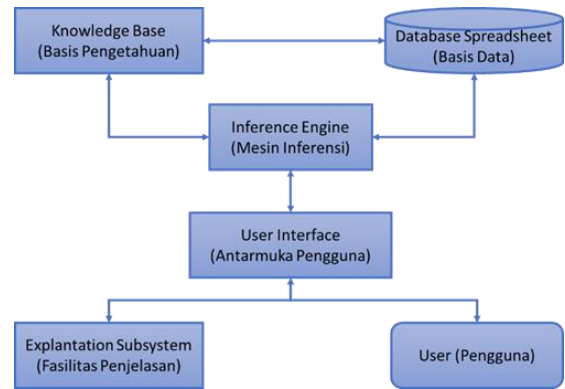 Knowledge Base
(Basis Pengetahuan)
Database Spreadsheet
(Basis Data)
Inference Engine
(Mesin Inferensi)
User Interface
(Antarmuka Pengguna)
Explantation Subsystem
(Fasilitas Penjelasan)
User (Pengguna)